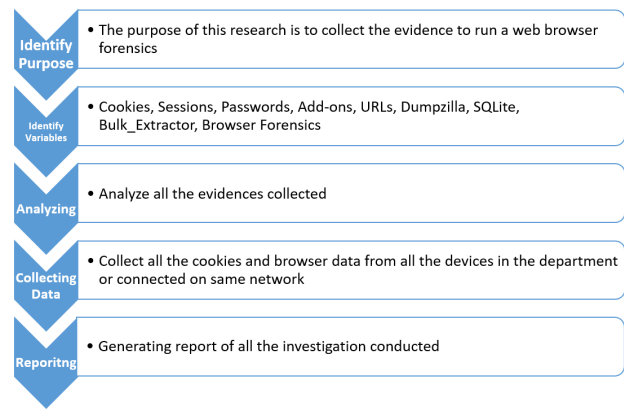 Identify
Purpose
• The purpose of this research is to collect the evidence to run a web browser
forensics
Identify
Variables
• Cookies, Sessions, Passwords, Add-ons, URLs, Dumpzilla, SQLite,
Bulk_Extractor, Browser Forensics
Analyzing
• Analyze all the evidences collected
Collecting
Data
• Collect all the cookies and browser data from all the devices in the department
or connected on same network
Reporitng
• Generating report of all the investigation conducted